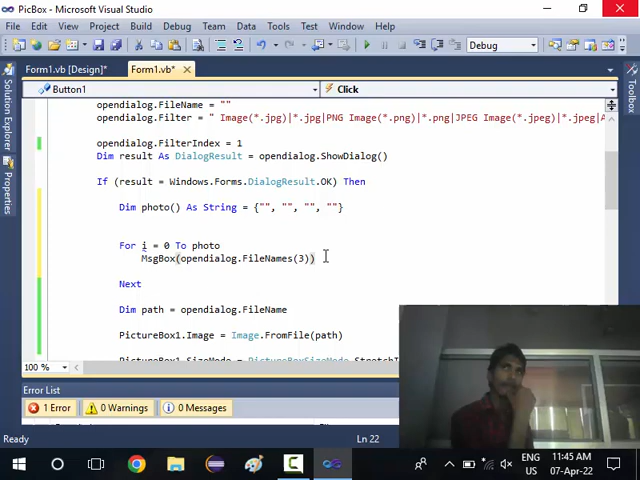 PicBox - Microsoft Visual Studio
File Edit View Project Build Debug Team Data Tools Test Window Help
Debug
Form1.vb [Design]* Form1.vb*
Button1 Click
Solution Explorer
Properties
Toolbox
opendialog.FileName = ""
opendialog.Filter = " Image(*.jpg)|*.jpg|PNG Image(*.png)|*.png|JPEG Image(*.jpeg)|*.jpeg|A
opendialog.FilterIndex = 1
Dim result As DialogResult = opendialog.ShowDialog()
If (result = Windows.Forms.DialogResult.OK) Then
Dim photo() As String = {"", "", "", ""}
For i = 0 To photo
MsgBox(opendialog.FileNames(3))
Next
Dim path = opendialog.FileName
PictureBox1.Image = Image.FromFile(path)
100 %
Error List
1 Error 0 Warnings 0 Messages
Ready Ln 22
ENG 11:45 AM
US 07-Apr-22